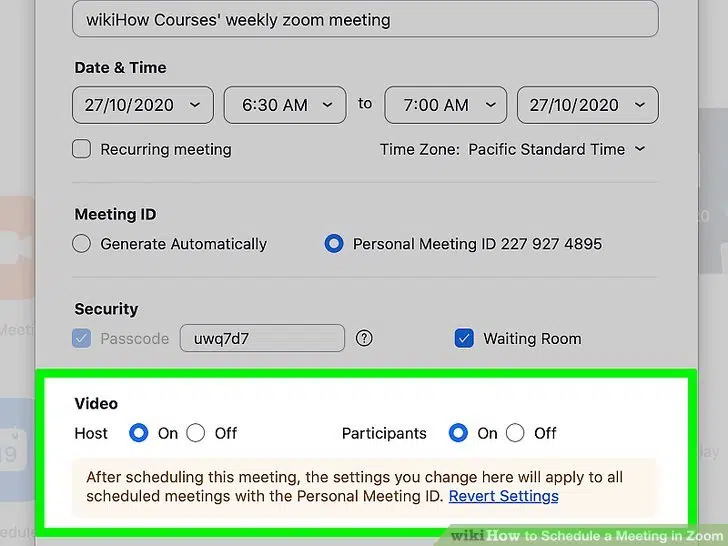 wikiHow Courses' weekly zoom meeting
Date & Time
27/10/2020 6:30 AM to 7:00 AM 27/10/2020
Recurring meeting Time Zone: Pacific Standard Time
Meeting ID
Generate Automatically Personal Meeting ID 227 927 4895
Security
Passcode uwq7d7 ? Waiting Room
Video
Host On Off Participants On Off
After scheduling this meeting, the settings you change here will apply to all
scheduled meetings with the Personal Meeting ID. Revert Settings
wikiHow to Schedule a Meeting in Zoom